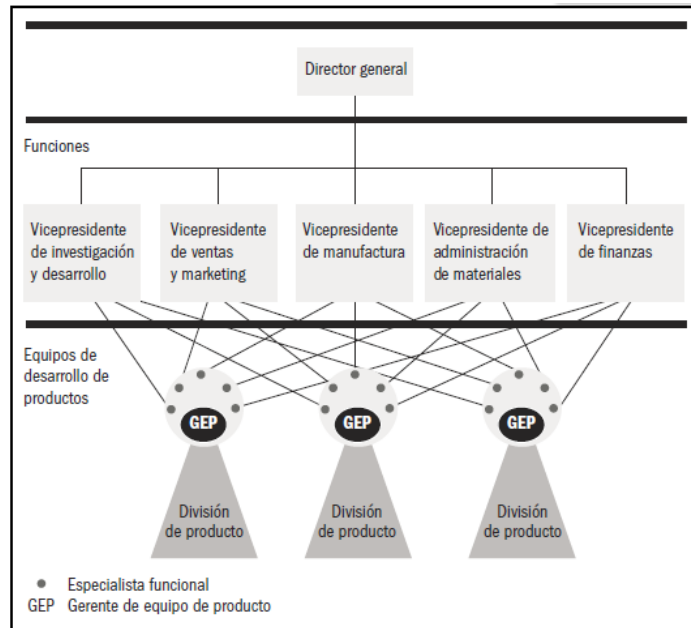 Director general
Funciones
Vicepresidente
de investigación
y desarrollo
Vicepresidente
de ventas
y marketing
Vicepresidente
de manufactura
Vicepresidente de
administración
de materiales
Vicepresidente
de finanzas
Equipos de
desarrollo de
productos
GEP
GEP
GEP
División
de producto
División
de producto
División
de producto
Especialista funcional
GEP Gerente de equipo de producto